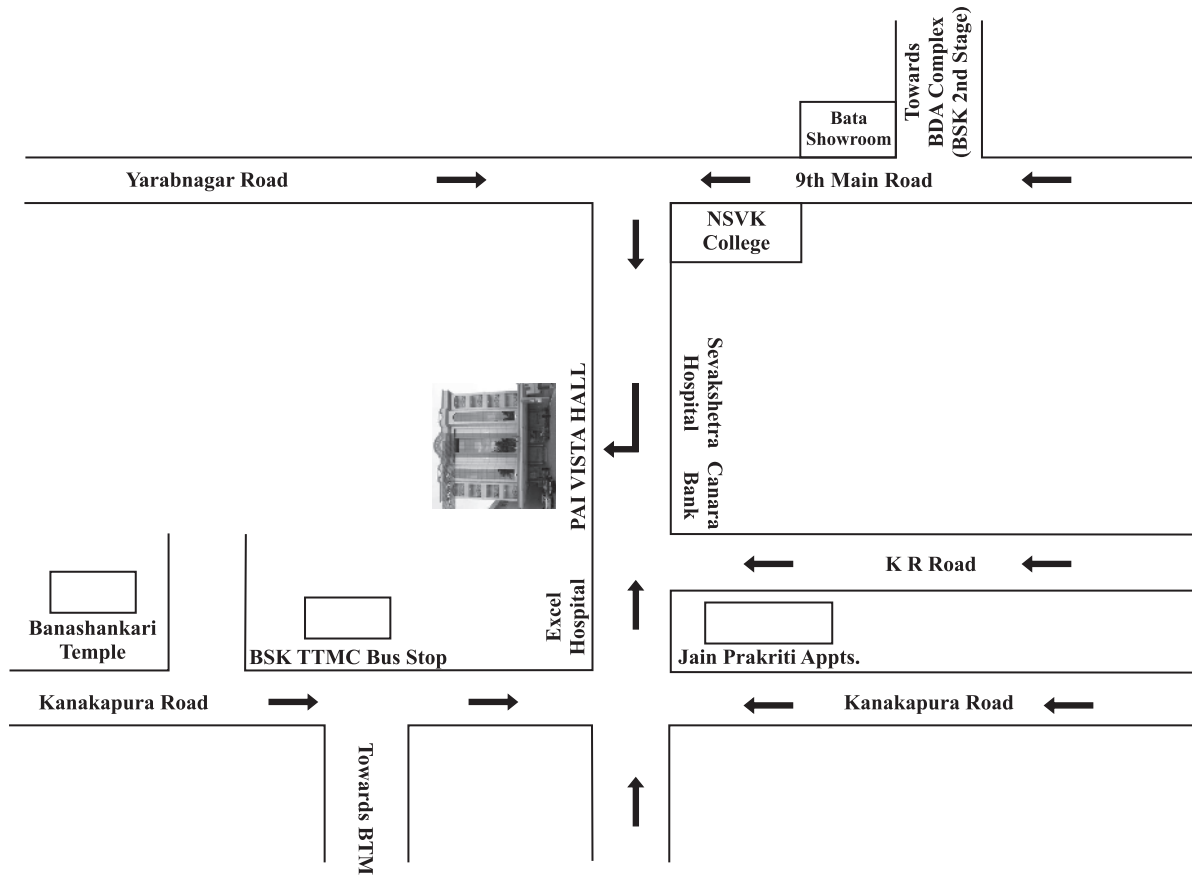 Towards
BDA Complex
(BSK 2nd Stage)
Bata
Showroom
Yarabnagar Road
9th Main Road
NSVK
College
Sevakshetra
Hospital
PAI VISTA HALL
Canara
Bank
K R Road
Excel
Hospital
Banashankari
Temple
BSK TTMC Bus Stop
Jain Prakriti Appts.
Kanakapura Road
Kanakapura Road
Towards BTM